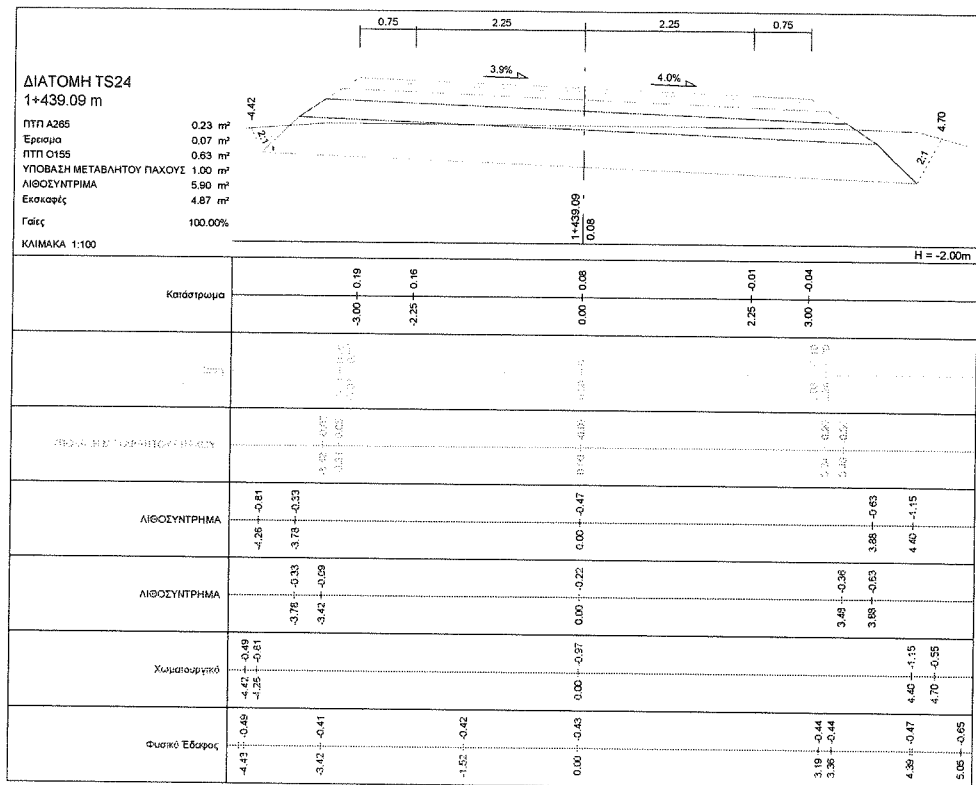 0.75 2.25 2.25 0.75
3.9% 4.0%
ΔΙΑΤΟΜΗ TS24
1+439.09 m
-4.42 4.70
2:1 2:1
ΠΤΠ Α265 0.23 m²
Έρεισμα 0.07 m²
ΠΤΠ Ο155 0.63 m²
ΥΠΟΒΑΣΗ ΜΕΤΑΒΛΗΤΟΥ ΠΑΧΟΥΣ 1.00 m²
ΛΙΘΟΣΥΝΤΡΙΜΑ 5.90 m²
Εκσκαφές 4.87 m²
Γαίες 100.00%
ΚΛΙΜΑΚΑ 1:100
1+439.09
0.08
H = -2.00m
Κατάστρωμα
0.19 0.16 0.08 -0.01 -0.04
-3.00 -2.25 0.00 2.25 3.00
ΛΙΘΟΣΥΝΤΡΗΜΑ
-0.81 -0.33 -0.47 -0.63 -1.15
-4.26 -3.78 0.00 3.88 4.40
ΛΙΘΟΣΥΝΤΡΗΜΑ
-0.33 -0.09 -0.22 -0.36 -0.63
-3.78 -3.42 0.00 3.48 3.88
Χωματουργικό
-0.49 -0.81 -0.97 -1.15 -0.55
-4.42 -4.26 0.00 4.40 4.70
Φυσικό Έδαφος
-0.49 -0.41 -0.42 -0.43 -0.44 -0.44 -0.47 -0.65
-4.43 -3.42 -1.52 0.00 3.19 3.36 4.39 5.05